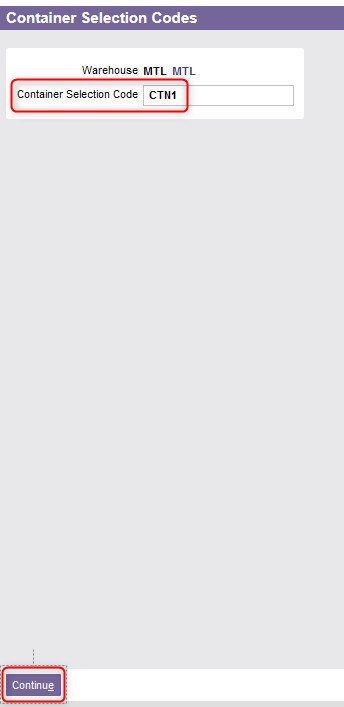 Container Selection Codes
Warehouse MTL MTL
Container Selection Code CTN1
Continue